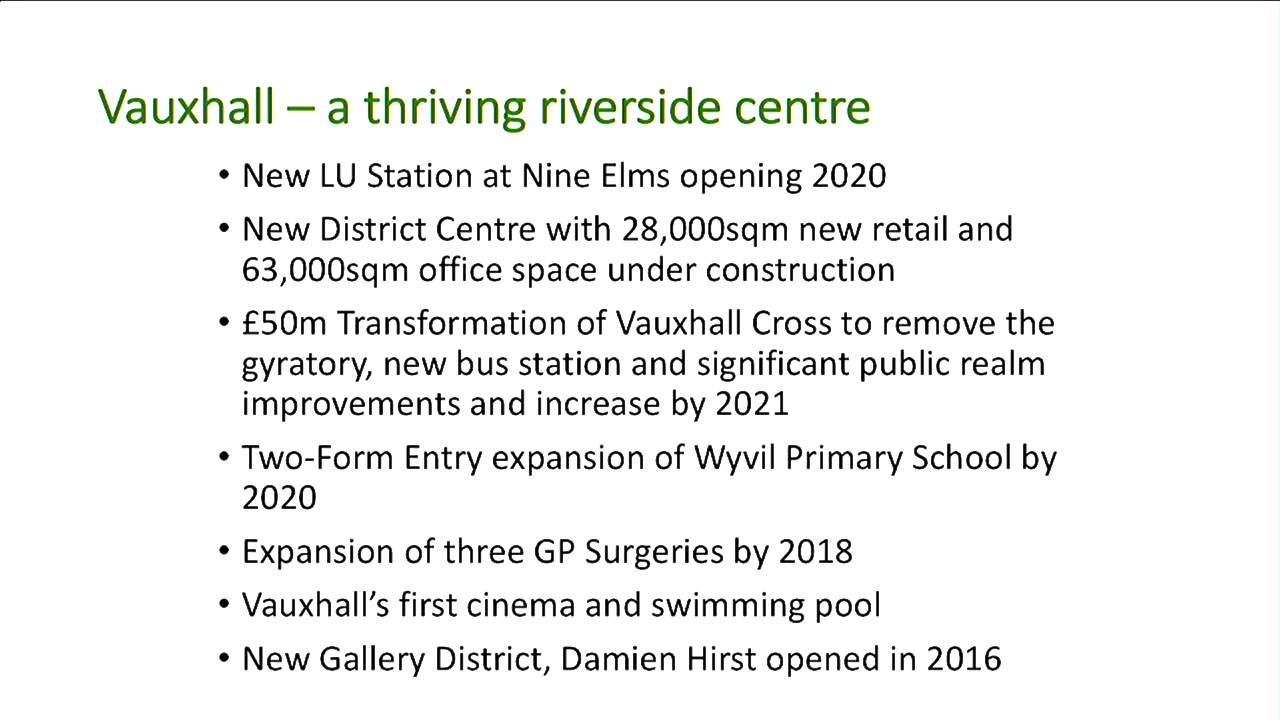 Vauxhall – a thriving riverside centre
• New LU Station at Nine Elms opening 2020
• New District Centre with 28,000sqm new retail and
63,000sqm office space under construction
• £50m Transformation of Vauxhall Cross to remove the
gyratory, new bus station and significant public realm
improvements and increase by 2021
• Two-Form Entry expansion of Wyvil Primary School by
2020
• Expansion of three GP Surgeries by 2018
• Vauxhall’s first cinema and swimming pool
• New Gallery District, Damien Hirst opened in 2016